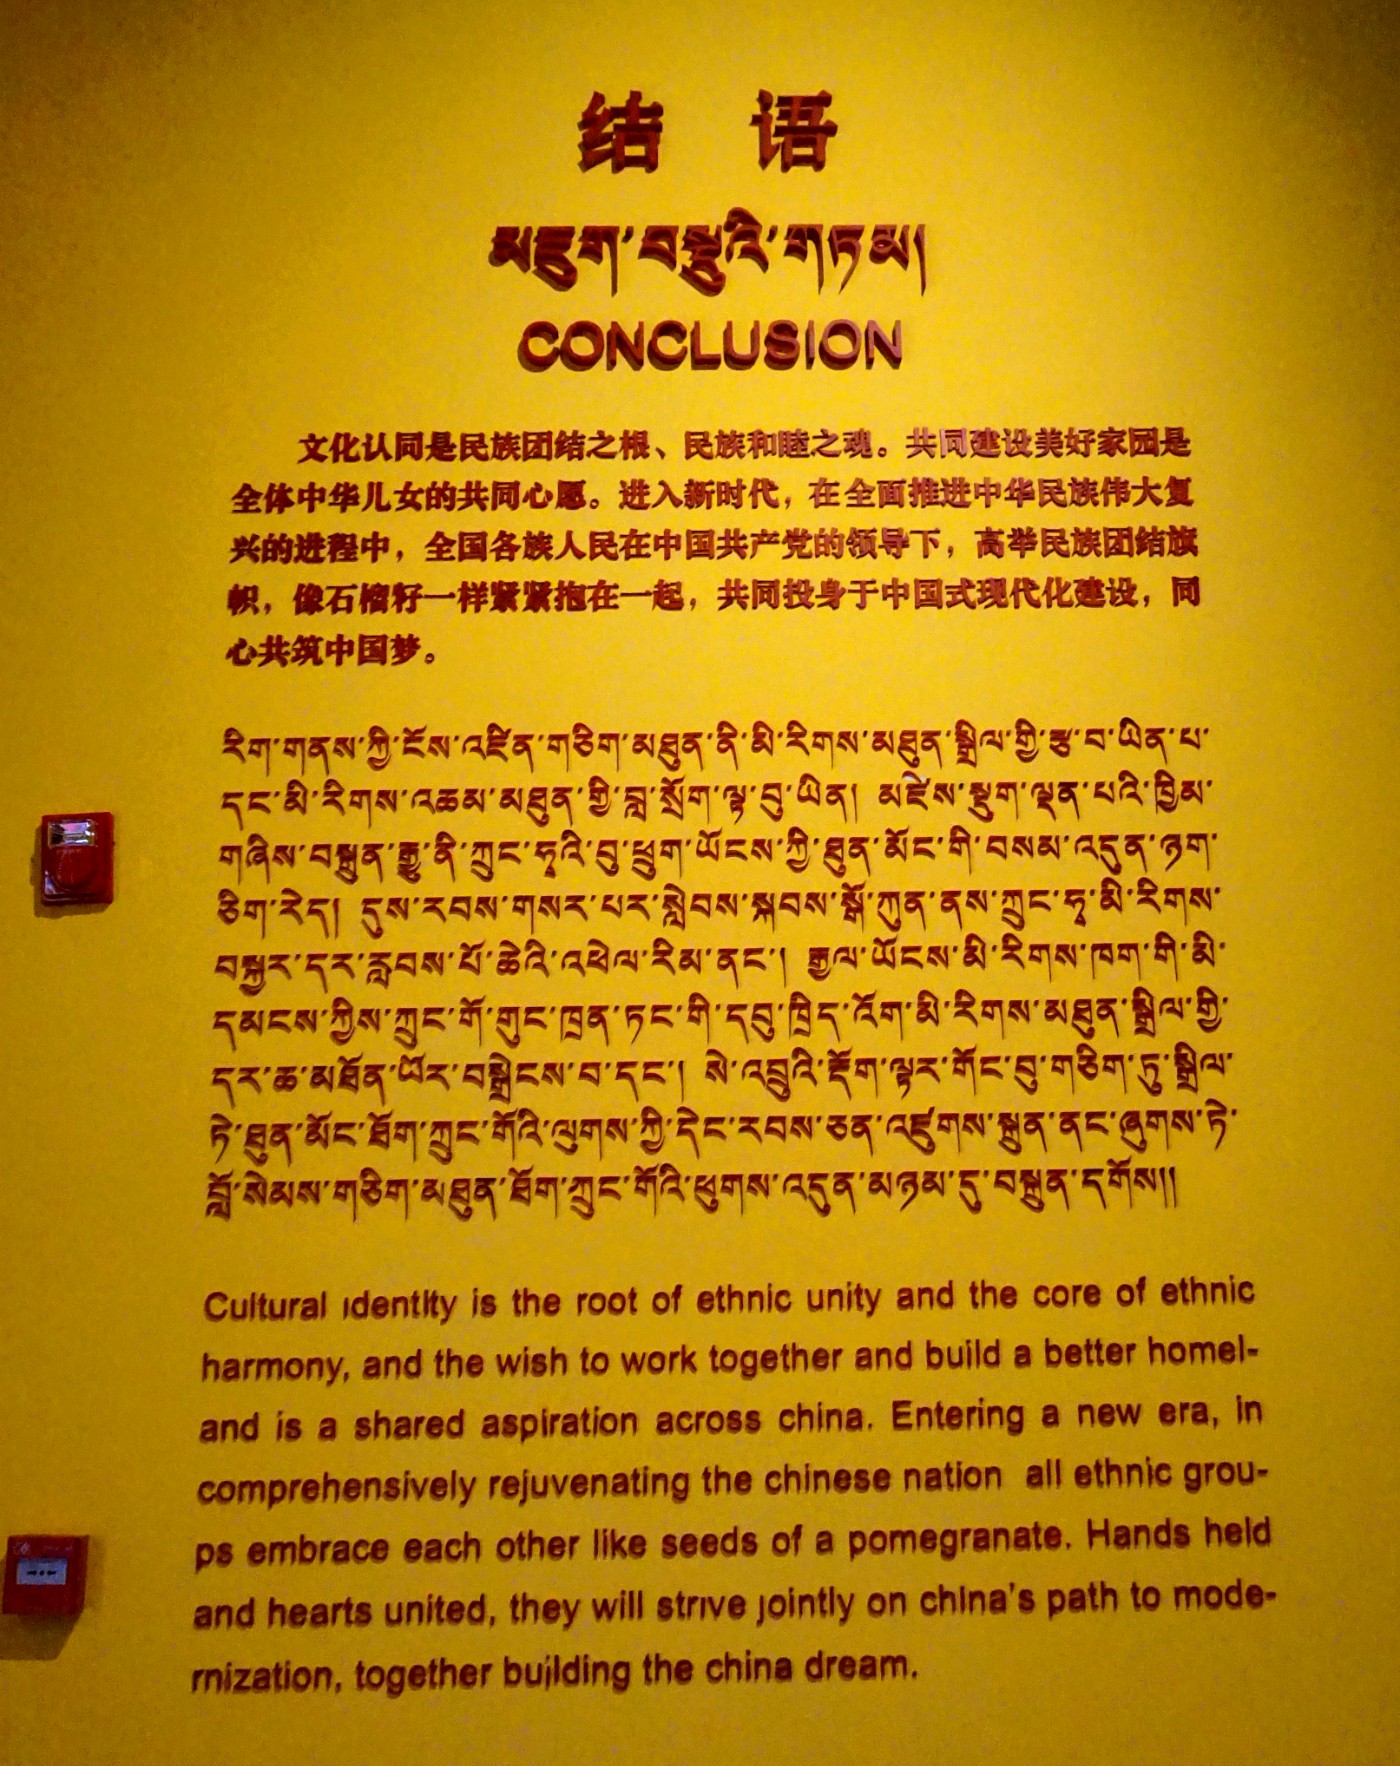 结 语
མཇུག་བསྡུའི་གཏམ།
CONCLUSION
文化认同是民族团结之根、民族和睦之魂。共同建设美好家园是
全体中华儿女的共同心愿。进入新时代，在全面推进中华民族伟大复
兴的进程中，全国各族人民在中国共产党的领导下，高举民族团结旗
帜，像石榴籽一样紧紧抱在一起，共同投身于中国式现代化建设，同
心共筑中国梦。
རིག་གནས་ཀྱི་ངོས་འཛིན་གཅིག་མཐུན་ནི་མི་རིགས་མཐུན་སྒྲིལ་གྱི་རྩ་བ་ཡིན་པ་
དང་མི་རིགས་འཆམ་མཐུན་གྱི་བླ་སྲོག་ལྟ་བུ་ཡིན། མཛེས་སྡུག་ལྡན་པའི་ཁྱིམ་
གཞིས་བསྐྲུན་རྒྱུ་ནི་ཀྲུང་ཧྭའི་བུ་ཕྲུག་ཡོངས་ཀྱི་ཐུན་མོང་གི་བསམ་འདུན་ཉག་
ཅིག་རེད། དུས་རབས་གསར་པར་སླེབས་སྐབས་སྒོ་ཀུན་ནས་ཀྲུང་ཧྭ་མི་རིགས་
བསྐྱར་དར་རླབས་པོ་ཆེའི་འཕེལ་རིམ་ནང་། རྒྱལ་ཡོངས་མི་རིགས་ཁག་གི་མི་
དམངས་ཀྱིས་ཀྲུང་གོ་གུང་ཁྲན་ཏང་གི་དབུ་ཁྲིད་འོག་མི་རིགས་མཐུན་སྒྲིལ་གྱི་
དར་ཆ་མཐོན་པོར་བསྒྲེངས་བ་དང་། སེ་འབྲུའི་རྡོག་ལྟར་གོང་བུ་གཅིག་ཏུ་སྒྲིལ་
ཏེ་ཐུན་མོང་ཐོག་ཀྲུང་གོའི་ལུགས་ཀྱི་དེང་རབས་ཅན་འཛུགས་སྐྲུན་ནང་ཞུགས་ཏེ་
བློ་སེམས་གཅིག་མཐུན་ཐོག་ཀྲུང་གོའི་ཕུགས་འདུན་མཉམ་དུ་བསྐྲུན་དགོས།།
Cultural identity is the root of ethnic unity and the core of ethnic
harmony, and the wish to work together and build a better homel-
and is a shared aspiration across china. Entering a new era, in
comprehensively rejuvenating the chinese nation all ethnic grou-
ps embrace each other like seeds of a pomegranate. Hands held
and hearts united, they will strive jointly on china's path to mode-
rnization, together building the china dream.